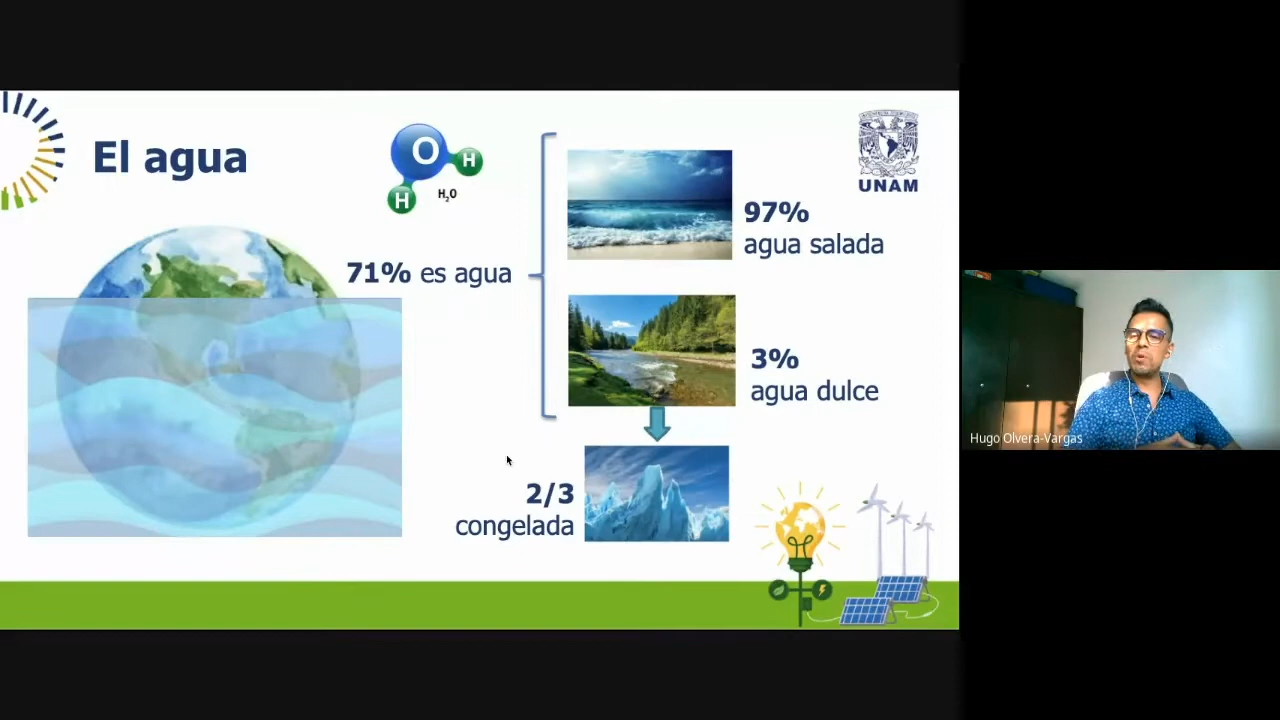 El agua
O
H
H
H₂O
UNAM
71% es agua
97%
agua salada
3%
agua dulce
2/3
congelada
Hugo Olvera-Vargas